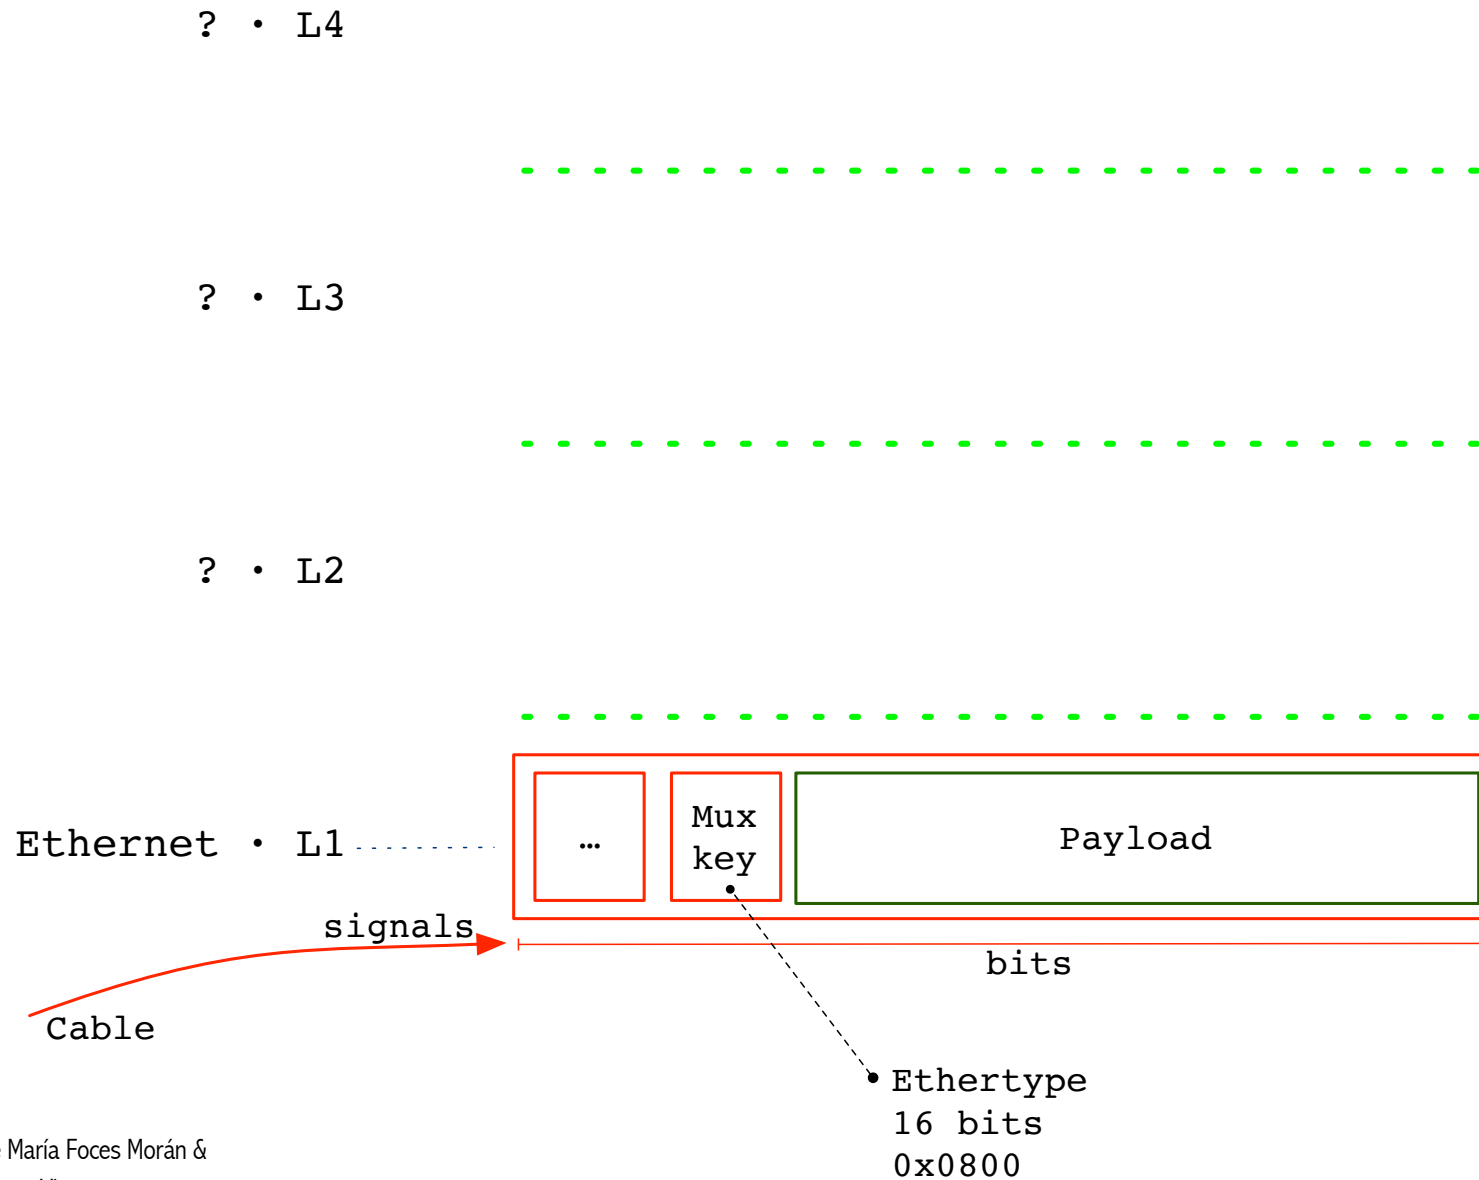 ? · L4
? · L3
? · L2
Ethernet · L1
...
Mux
key
Payload
signals
bits
Cable
Ethertype
16 bits
0x0800
María Foces Morán &